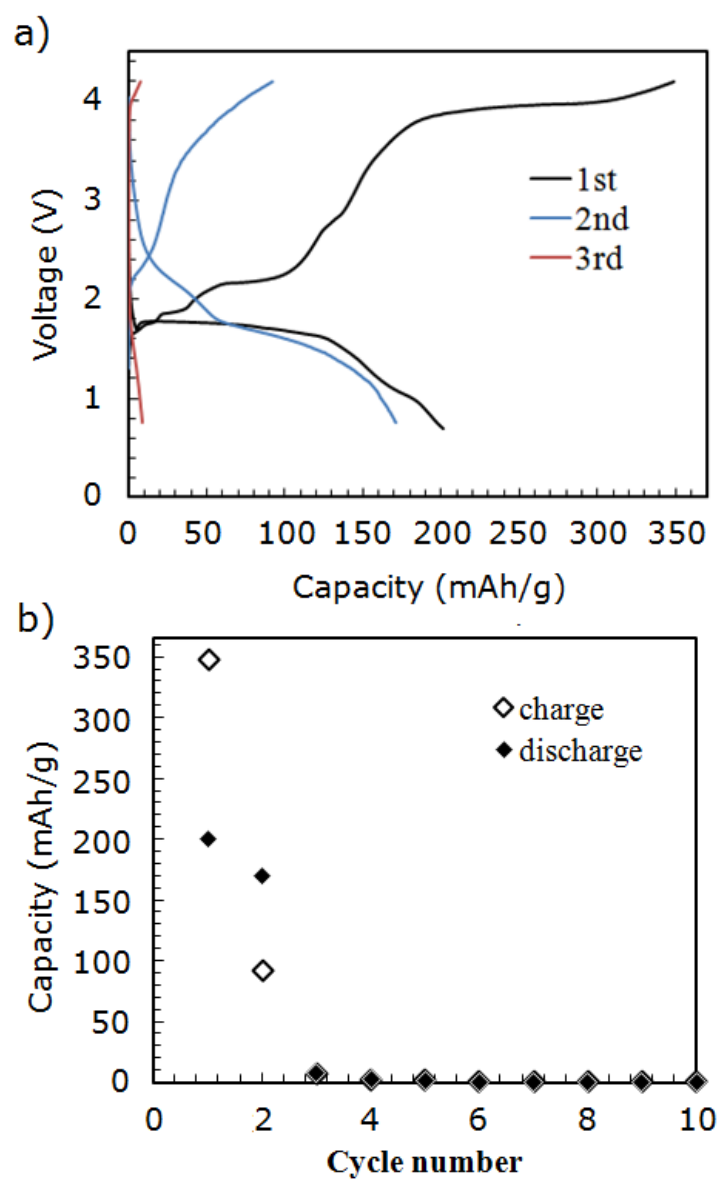 a)
4
3
2
1
0
Voltage (V)
1st
2nd
3rd
0 50 100 150 200 250 300 350
Capacity (mAh/g)
b)
350
300
250
200
150
100
50
0
Capacity (mAh/g)
charge
discharge
0 2 4 6 8 10
Cycle number